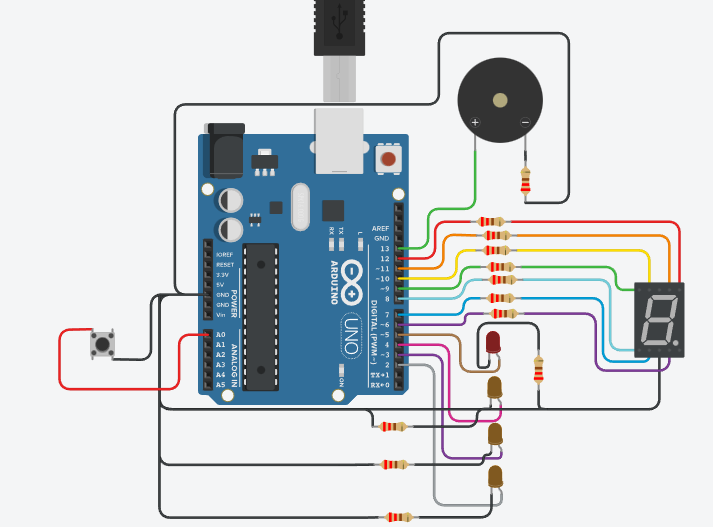 + −
AREF
GND
13
12
~11
~10
~9
8
7
~6
~5
4
~3
2
TX→1
RX←0
RX TX L
IOREF
RESET
3.3V
5V
GND
GND
Vin
POWER
A0
A1
A2
A3
A4
A5
ANALOG IN
ARDUINO
UNO
DIGITAL (PWM~)
ON
8.